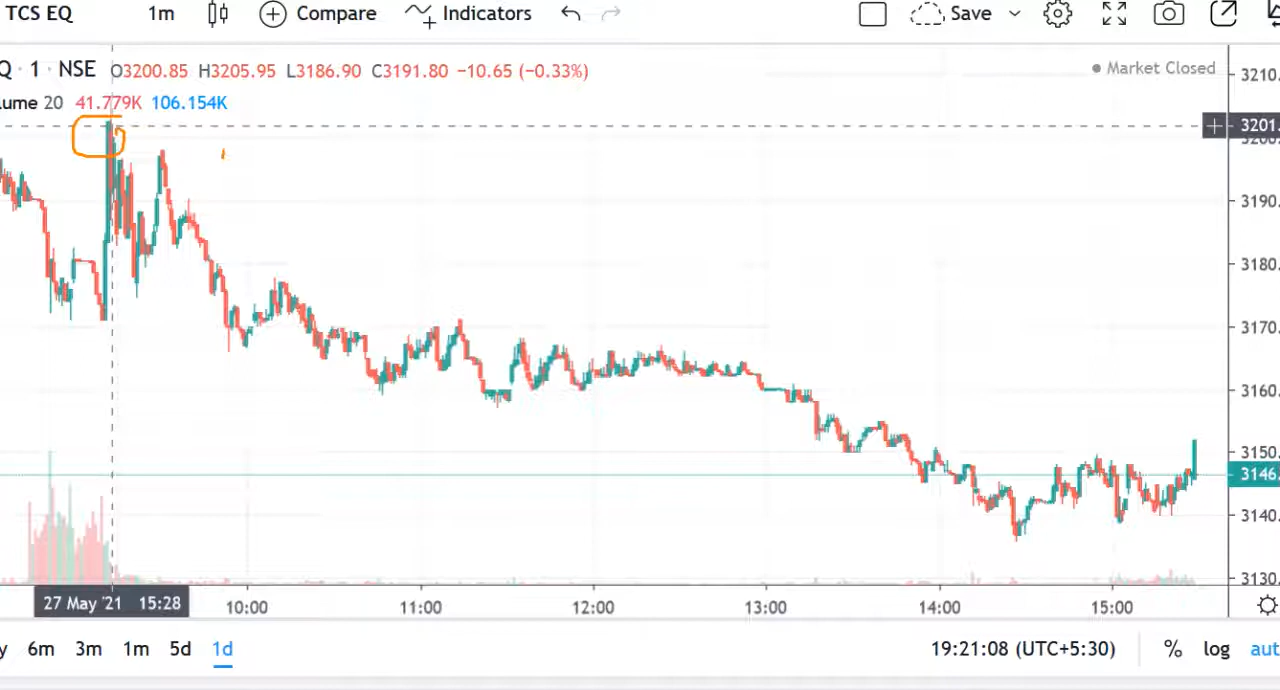 TCS EQ 1m Compare Indicators Save
Q · 1 · NSE O3200.85 H3205.95 L3186.90 C3191.80 −10.65 (−0.33%) Market Closed
ume 20 41.779K 106.154K
3210.
3201.
3200.
3190.
3180.
3170.
3160.
3150.
3146.
3140.
3130.
27 May '21 15:28 10:00 11:00 12:00 13:00 14:00 15:00
y 6m 3m 1m 5d 1d 19:21:08 (UTC+5:30) % log aut